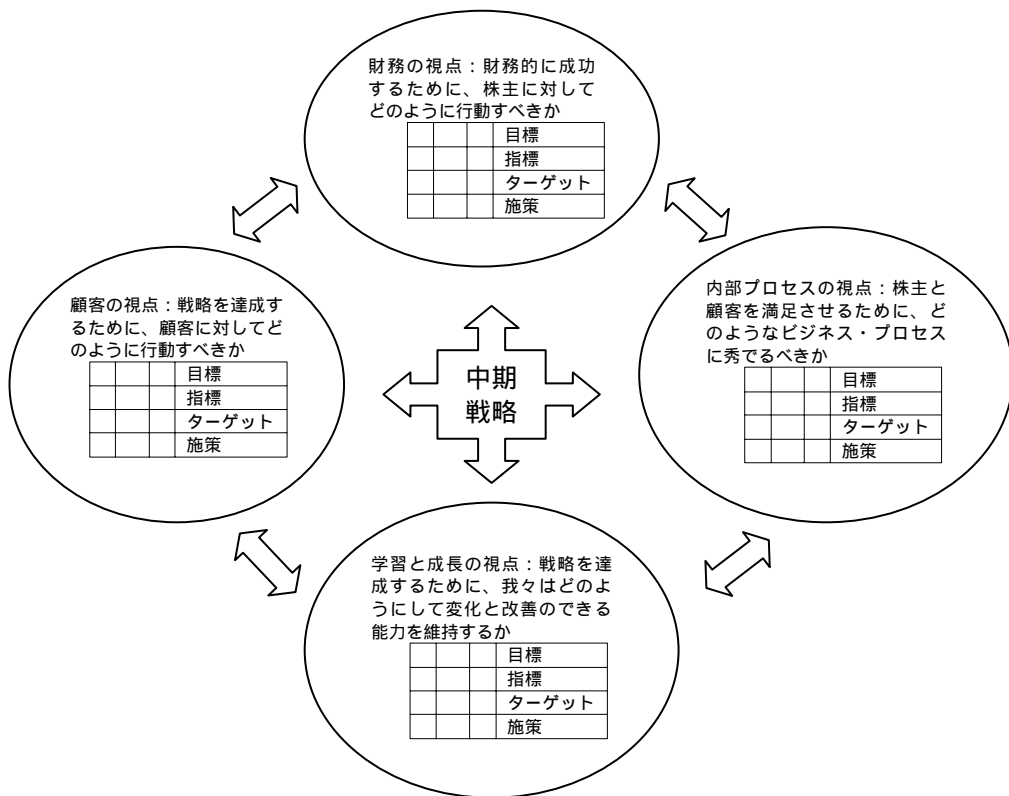 財務の視点：財務的に成功
するために、株主に対して
どのように行動すべきか
目標
指標
ターゲット
施策
顧客の視点：戦略を達成す
るために、顧客に対してど
のように行動すべきか
目標
指標
ターゲット
施策
中期
戦略
内部プロセスの視点：株主と
顧客を満足させるために、ど
のようなビジネス・プロセス
に秀でるべきか
目標
指標
ターゲット
施策
学習と成長の視点：戦略を達
成するために、我々はどのよ
うにして変化と改善のできる
能力を維持するか
目標
指標
ターゲット
施策